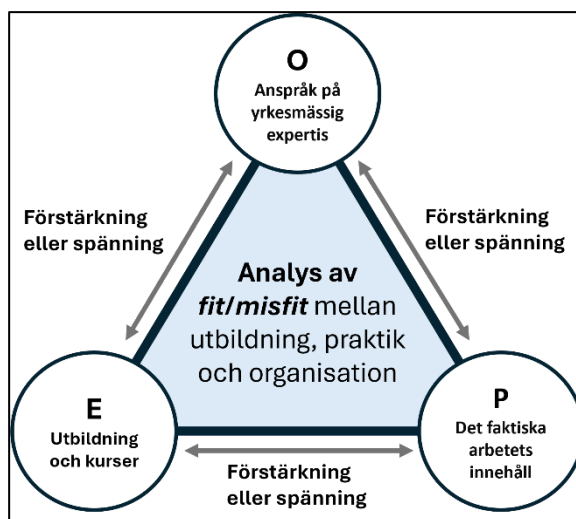 O
Anspråk på
yrkesmässig
expertis
Förstärkning
eller spänning
Förstärkning
eller spänning
Analys av
fit/misfit mellan
utbildning, praktik
och organisation
E
Utbildning
och kurser
P
Det faktiska
arbetets
innehåll
Förstärkning
eller spänning